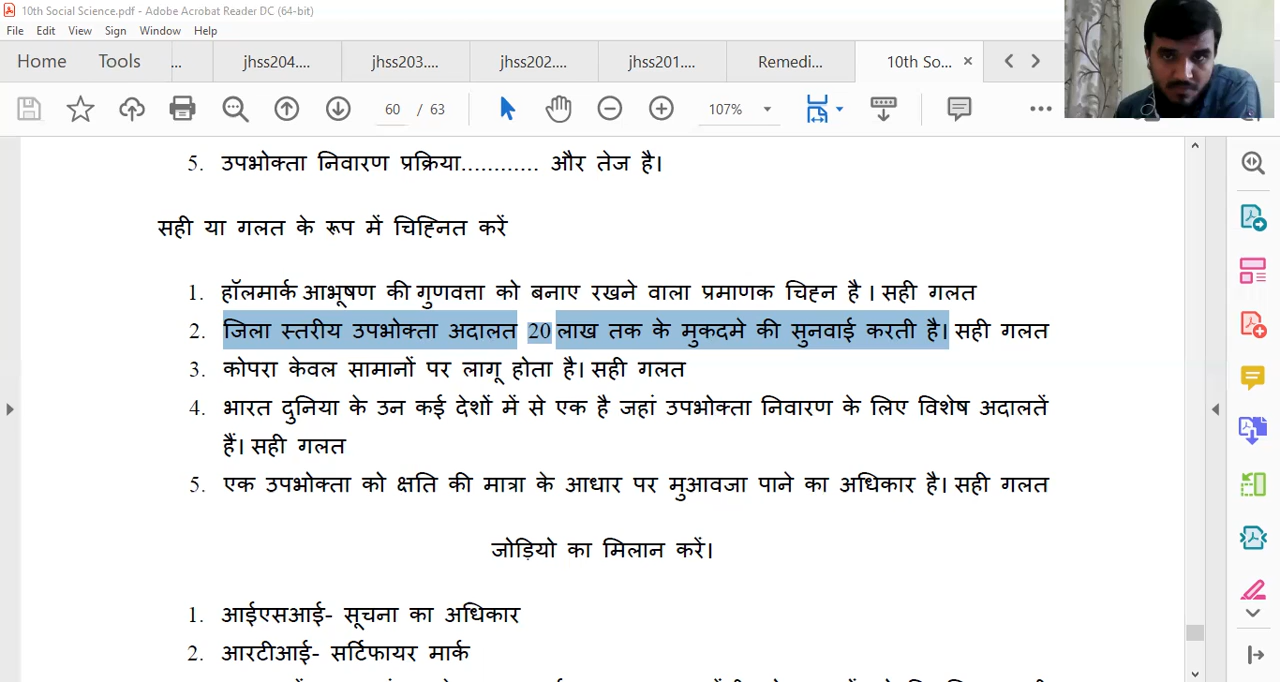 10th Social Science.pdf - Adobe Acrobat Reader DC (64-bit)
File Edit View Sign Window Help
Home Tools ... jhss204.... jhss203.... jhss202.... jhss201.... Remedi... 10th So... ×
60 / 63 107%
5. उपभोक्ता निवारण प्रक्रिया............ और तेज है।
सही या गलत के रूप में चिह्नित करें
1. हॉलमार्क आभूषण की गुणवत्ता को बनाए रखने वाला प्रमाणक चिह्न है । सही गलत
2. जिला स्तरीय उपभोक्ता अदालत 20 लाख तक के मुकदमे की सुनवाई करती है। सही गलत
3. कोपरा केवल सामानों पर लागू होता है। सही गलत
4. भारत दुनिया के उन कई देशों में से एक है जहां उपभोक्ता निवारण के लिए विशेष अदालतें
हैं। सही गलत
5. एक उपभोक्ता को क्षति की मात्रा के आधार पर मुआवजा पाने का अधिकार है। सही गलत
जोड़ियो का मिलान करें।
1. आईएसआई- सूचना का अधिकार
2. आरटीआई- सर्टिफायर मार्क